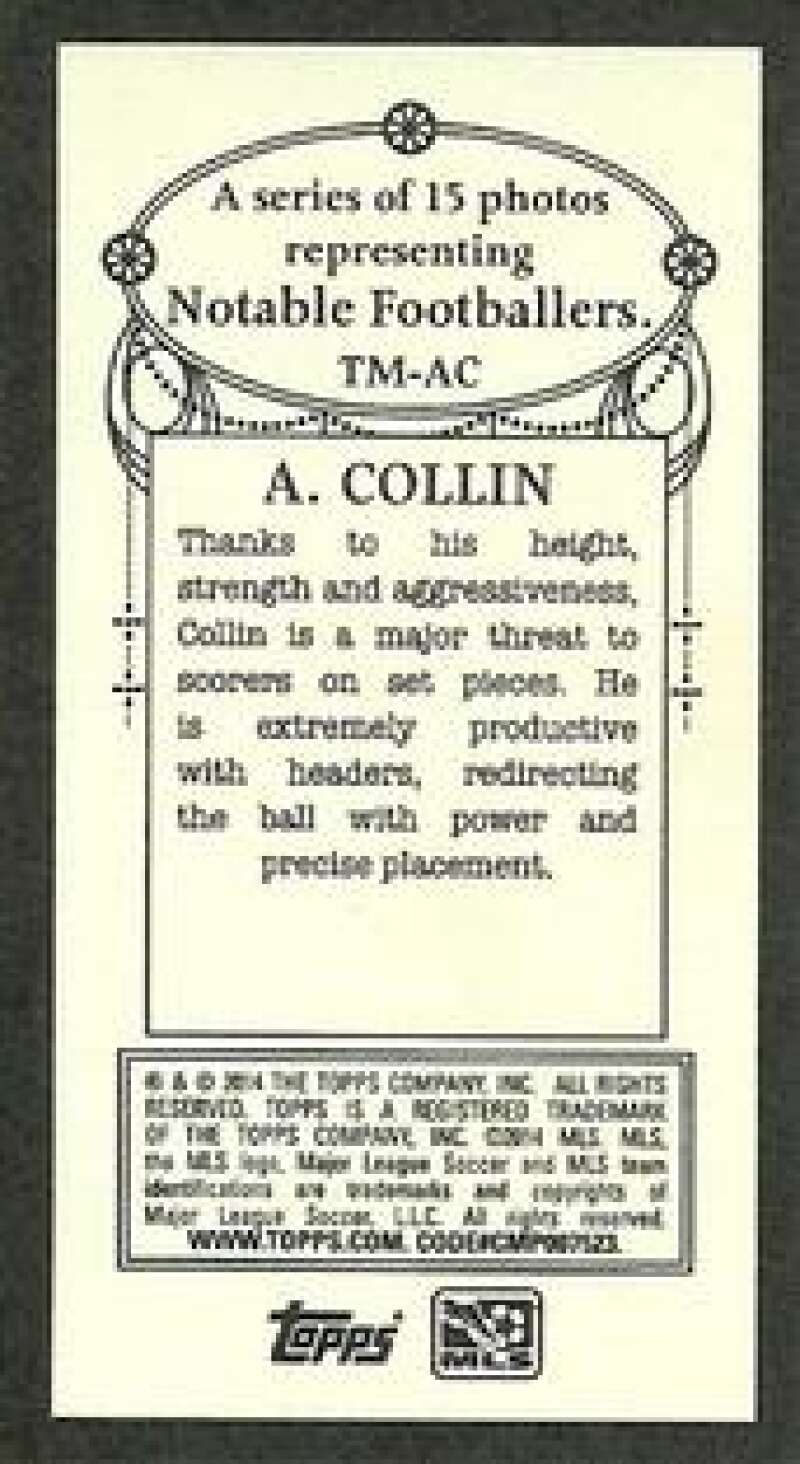 A series of 15 photos
representing
Notable Footballers.
TM-AC
A. COLLIN
Thanks to his height,
strength and aggressiveness,
Collin is a major threat to
scorers on set pieces. He
is extremely productive
with headers, redirecting
the ball with power and
precise placement.
® & © 2014 THE TOPPS COMPANY, INC. ALL RIGHTS
RESERVED. TOPPS IS A REGISTERED TRADEMARK
OF THE TOPPS COMPANY, INC. ©2014 MLS. MLS,
the MLS logo, Major League Soccer and MLS team
identifications are trademarks and copyrights of
Major League Soccer, L.L.C. All rights reserved.
WWW.TOPPS.COM. CODE#
topps
MLS